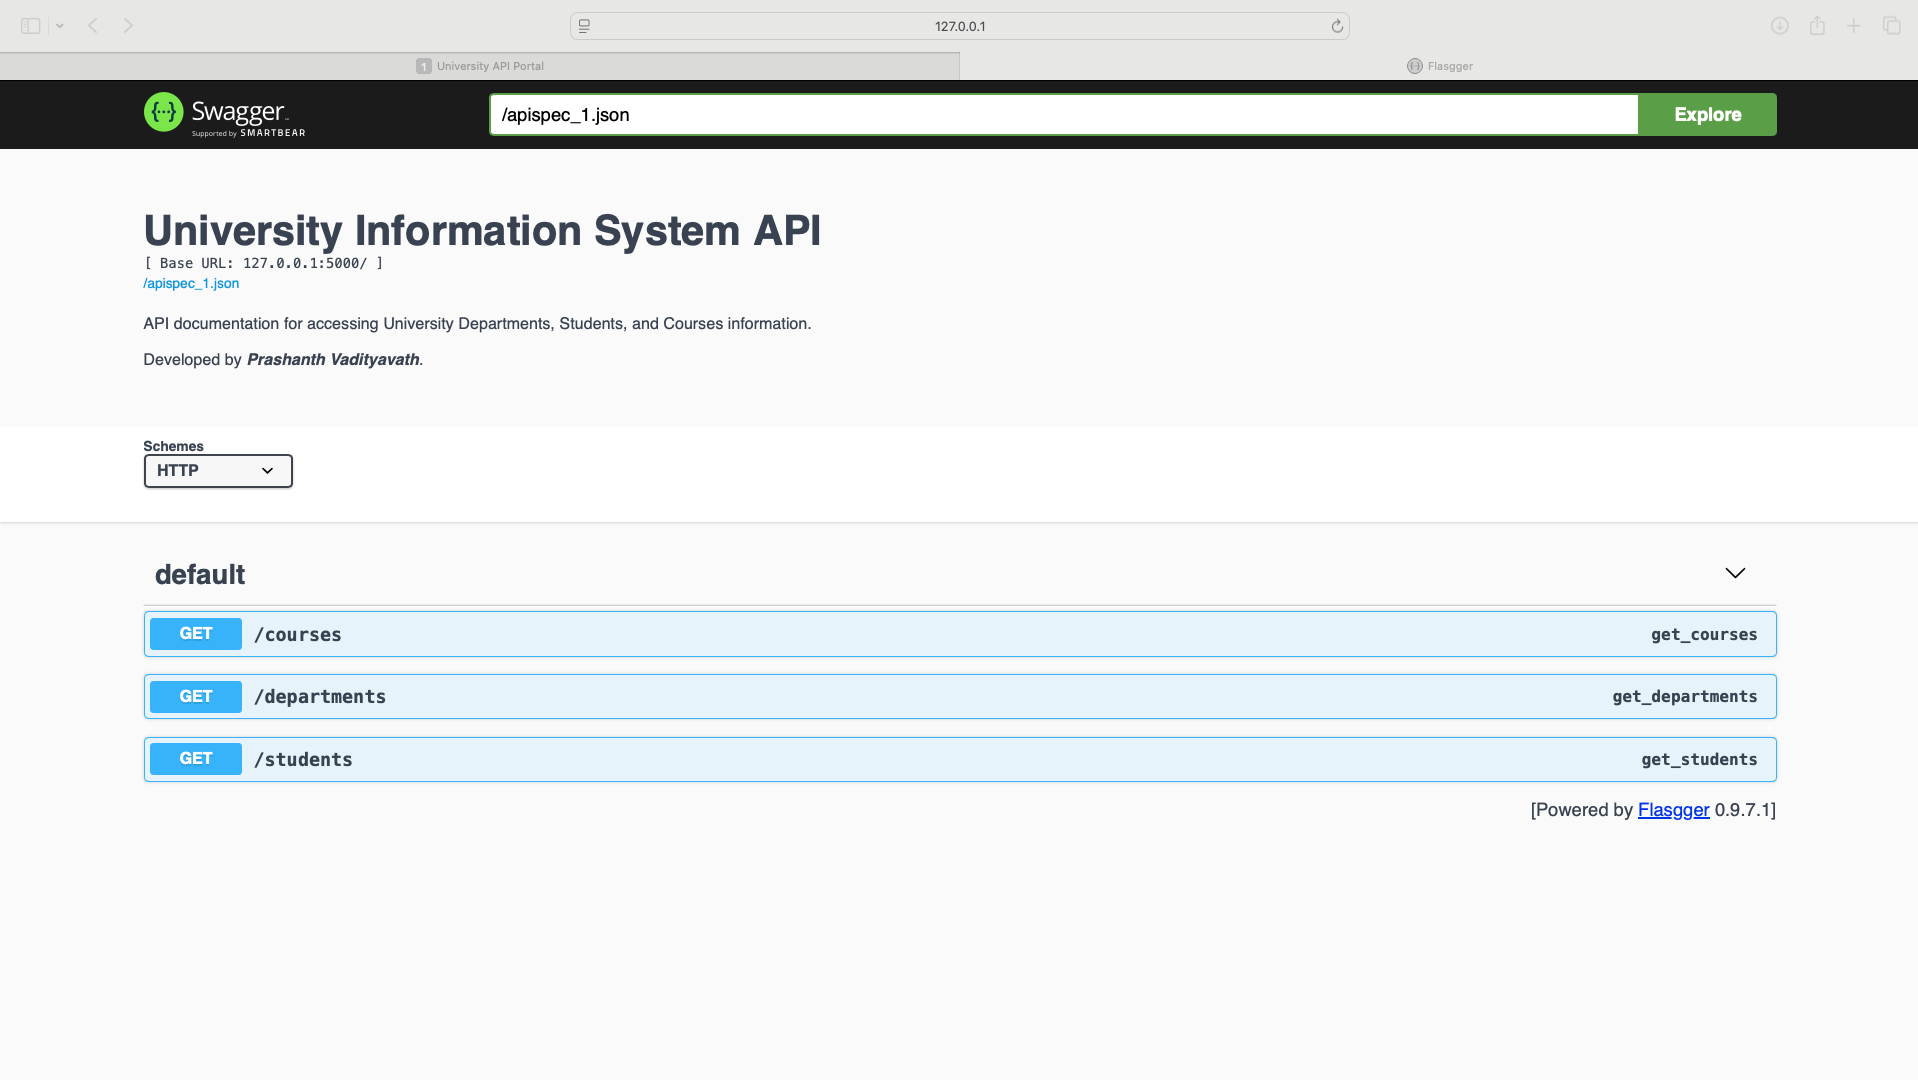 127.0.0.1
1 University API Portal
Flasgger
Swagger™
Supported by SMARTBEAR
/apispec_1.json
Explore
University Information System API
[ Base URL: 127.0.0.1:5000/ ]
/apispec_1.json
API documentation for accessing University Departments, Students, and Courses information.
Developed by Prashanth Vadityavath.
Schemes
HTTP
default
GET /courses get_courses
GET /departments get_departments
GET /students get_students
[Powered by Flasgger 0.9.7.1]